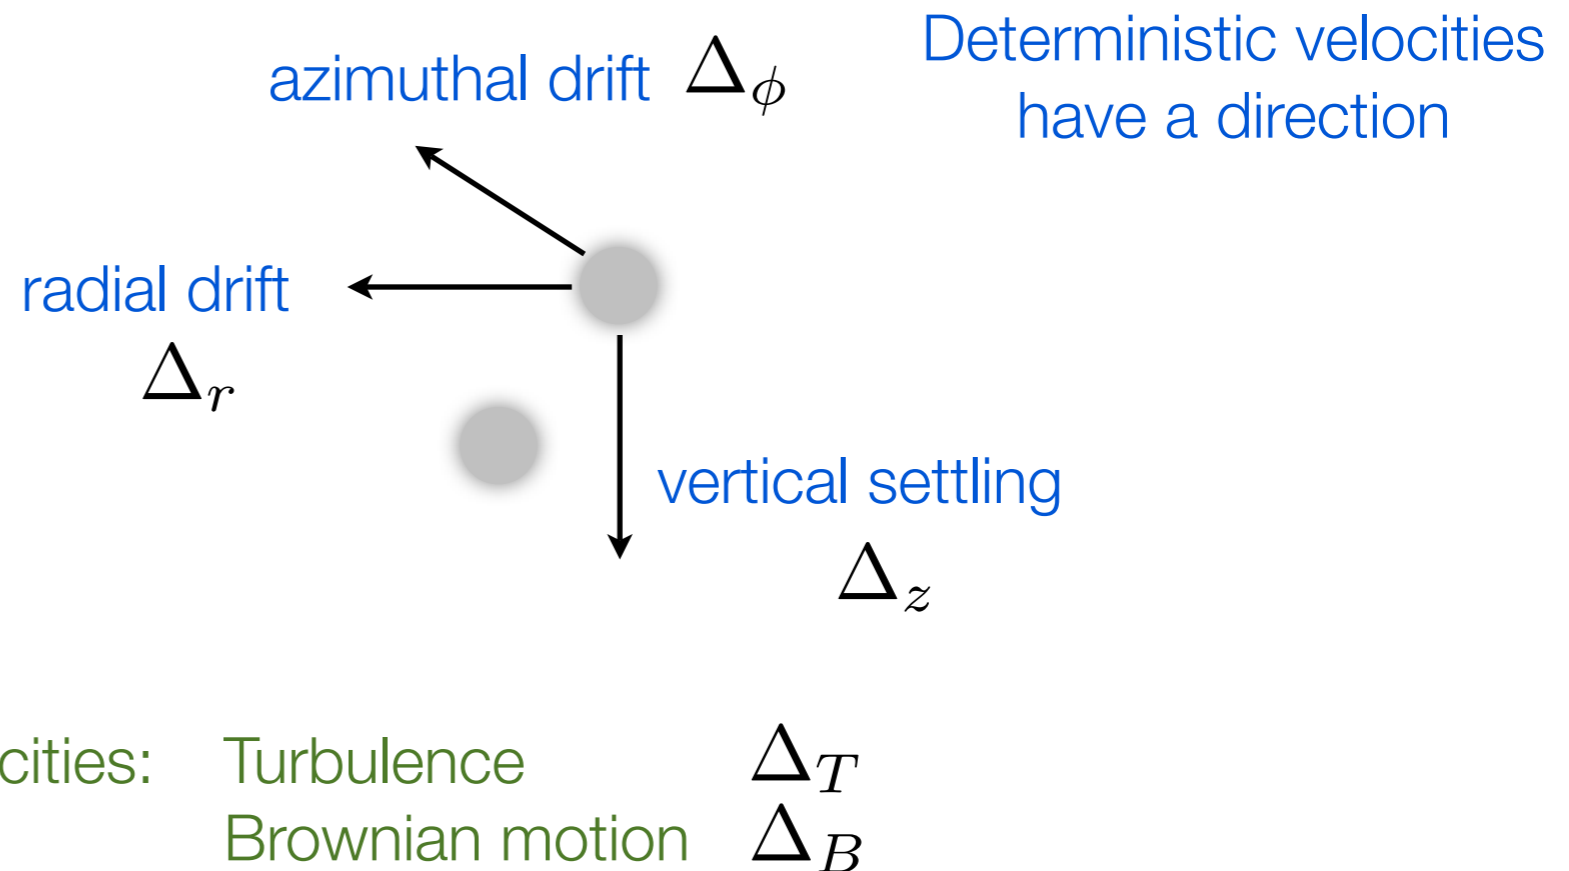 azimuthal drift Δ_ϕ
Deterministic velocities
have a direction
radial drift
Δ_r
vertical settling
Δ_z
cities: Turbulence Δ_T
Brownian motion Δ_B